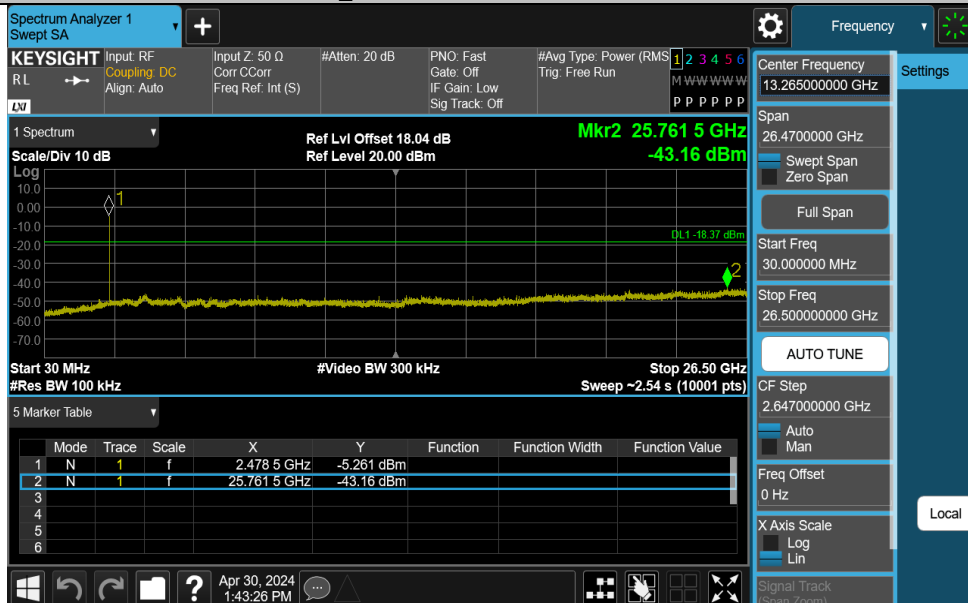 Spectrum Analyzer 1
Swept SA
+
Frequency
KEYSIGHT
RL
LXI
Input: RF
Coupling: DC
Align: Auto
Input Z: 50 Ω
Corr CCorr
Freq Ref: Int (S)
#Atten: 20 dB
PNO: Fast
Gate: Off
IF Gain: Low
Sig Track: Off
#Avg Type: Power (RMS
Trig: Free Run
1 2 3 4 5 6
M W W W W W
P P P P P P
1 Spectrum
Scale/Div 10 dB
Ref Lvl Offset 18.04 dB
Ref Level 20.00 dBm
Mkr2 25.761 5 GHz
-43.16 dBm
Log
10.0
0.00
-10.0
-20.0
-30.0
-40.0
-50.0
-60.0
-70.0
1
DL1 -18.37 dBm
2
Start 30 MHz
#Res BW 100 kHz
#Video BW 300 kHz
Stop 26.50 GHz
Sweep ~2.54 s (10001 pts)
5 Marker Table
Mode Trace Scale X Y Function Function Width Function Value
1 N 1 f 2.478 5 GHz -5.261 dBm
2 N 1 f 25.761 5 GHz -43.16 dBm
3
4
5
6
?
Apr 30, 2024
1:43:26 PM
Center Frequency
13.265000000 GHz
Span
26.4700000 GHz
Swept Span
Zero Span
Full Span
Start Freq
30.000000 MHz
Stop Freq
26.500000000 GHz
AUTO TUNE
CF Step
2.647000000 GHz
Auto
Man
Freq Offset
0 Hz
X Axis Scale
Log
Lin
Signal Track
(Span Zoom)
Settings
Local